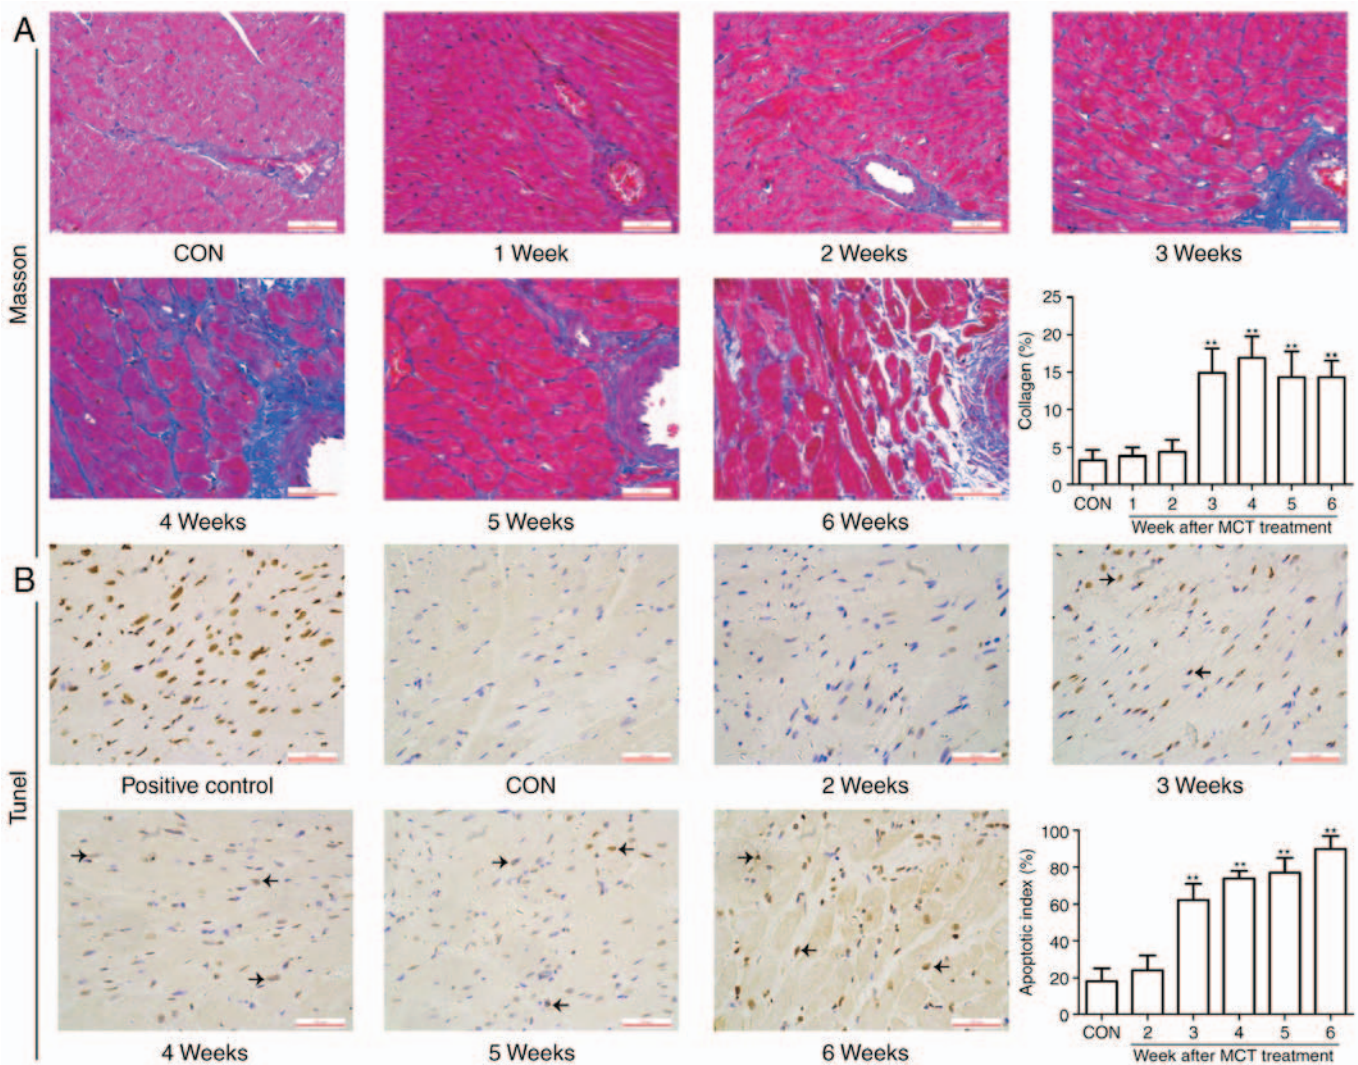 A
Masson
CON
1 Week
2 Weeks
3 Weeks
4 Weeks
5 Weeks
6 Weeks
Collagen (%)
25
20
15
10
5
0
** ** ** **
CON 1 2 3 4 5 6
Week after MCT treatment
B
Tunel
Positive control
CON
2 Weeks
3 Weeks
4 Weeks
5 Weeks
6 Weeks
Apoptotic index (%)
100
80
60
40
20
0
** ** ** **
CON 2 3 4 5 6
Week after MCT treatment